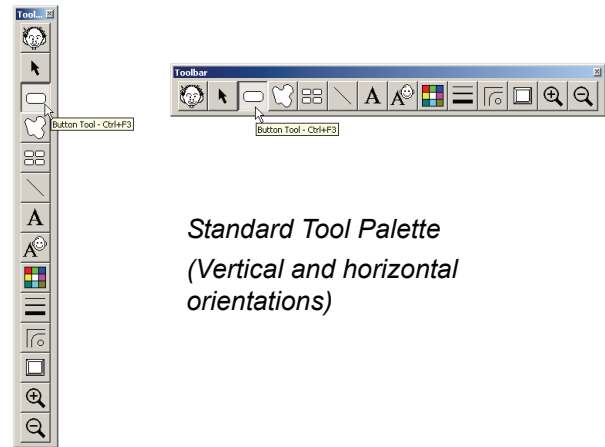 Tool...
Button Tool - Ctrl+F3
A
A
Toolbar
A
A
Button Tool - Ctrl+F3
Standard Tool Palette
(Vertical and horizontal
orientations)